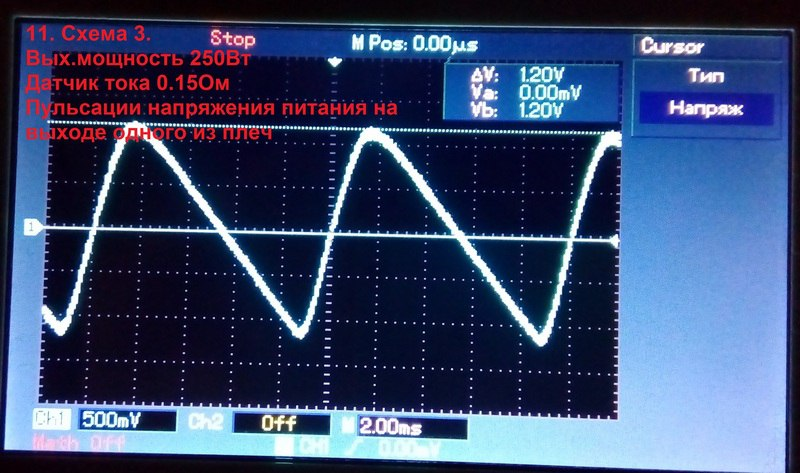 11. Схема 3.
Вых.мощность 250Вт
Датчик тока 0.15Ом
Пульсации напряжения питания на
выходе одного из плеч
Stop
M Pos: 0.00µs
Cursor
Тип
Напряж
ΔV: 1.20V
Va: 0.00mV
Vb: 1.20V
1
Ch1 500mV Ch2 Off M 2.00ms
Math Off CH1 0.00mV